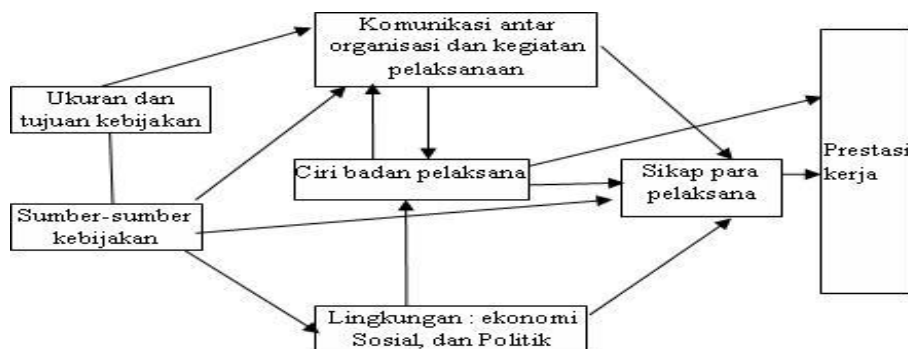 Komunikasi antar
organisasi dan kegiatan
pelaksanaan
Ukuran dan
tujuan kebijakan
Ciri badan pelaksana
Sikap para
pelaksana
Prestasi
kerja
Sumber-sumber
kebijakan
Lingkungan : ekonomi
Sosial, dan Politik